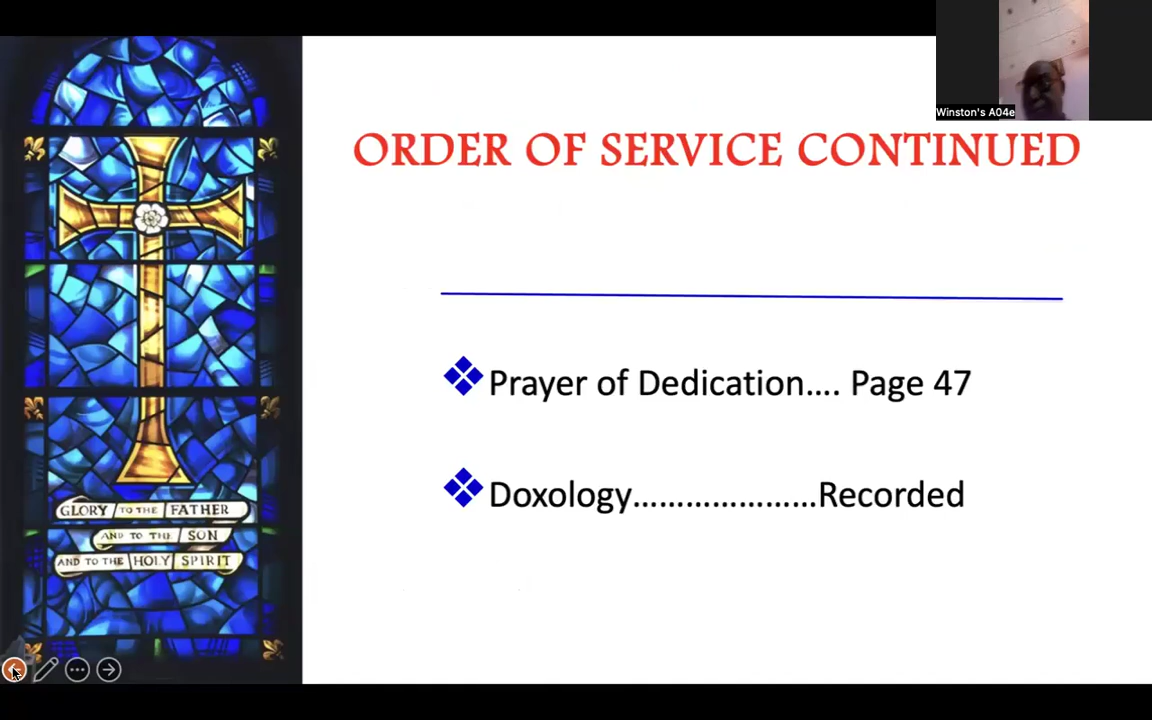 Winston's A04e
ORDER OF SERVICE CONTINUED
Prayer of Dedication.... Page 47
Doxology.....................Recorded
GLORY TO THE FATHER
AND TO THE SON
AND TO THE HOLY SPIRIT